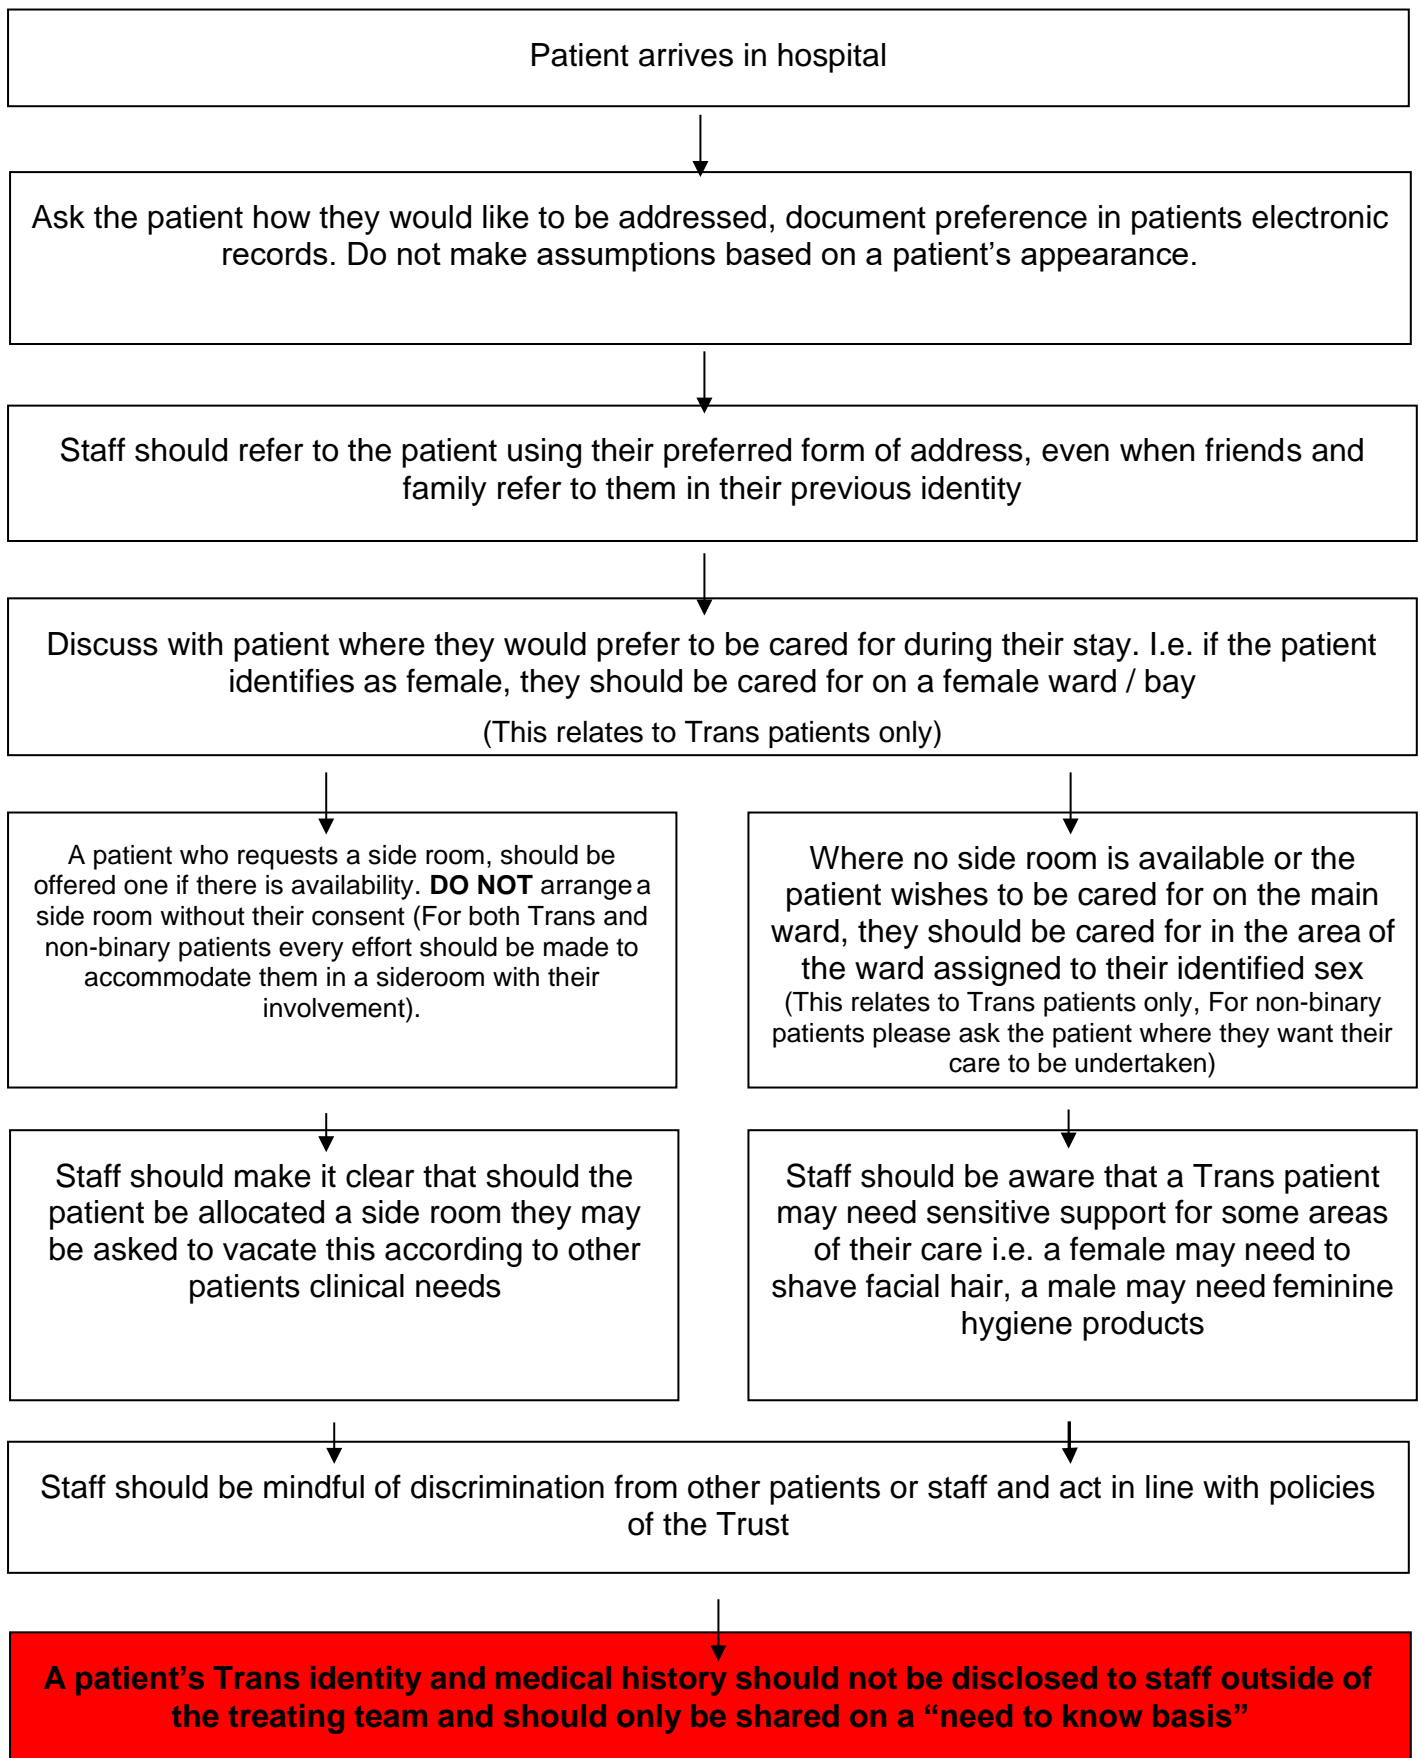 Patient arrives in hospital
Ask the patient how they would like to be addressed, document preference in patients electronic
records. Do not make assumptions based on a patient’s appearance.
Staff should refer to the patient using their preferred form of address, even when friends and
family refer to them in their previous identity
Discuss with patient where they would prefer to be cared for during their stay. I.e. if the patient
identifies as female, they should be cared for on a female ward / bay
(This relates to Trans patients only)
A patient who requests a side room, should be
offered one if there is availability. DO NOT arrange a
side room without their consent (For both Trans and
non-binary patients every effort should be made to
accommodate them in a sideroom with their
involvement).
Where no side room is available or the
patient wishes to be cared for on the main
ward, they should be cared for in the area of
the ward assigned to their identified sex
(This relates to Trans patients only, For non-binary
patients please ask the patient where they want their
care to be undertaken)
Staff should make it clear that should the
patient be allocated a side room they may
be asked to vacate this according to other
patients clinical needs
Staff should be aware that a Trans patient
may need sensitive support for some areas
of their care i.e. a female may need to
shave facial hair, a male may need feminine
hygiene products
Staff should be mindful of discrimination from other patients or staff and act in line with policies
of the Trust
A patient’s Trans identity and medical history should not be disclosed to staff outside of
the treating team and should only be shared on a “need to know basis”